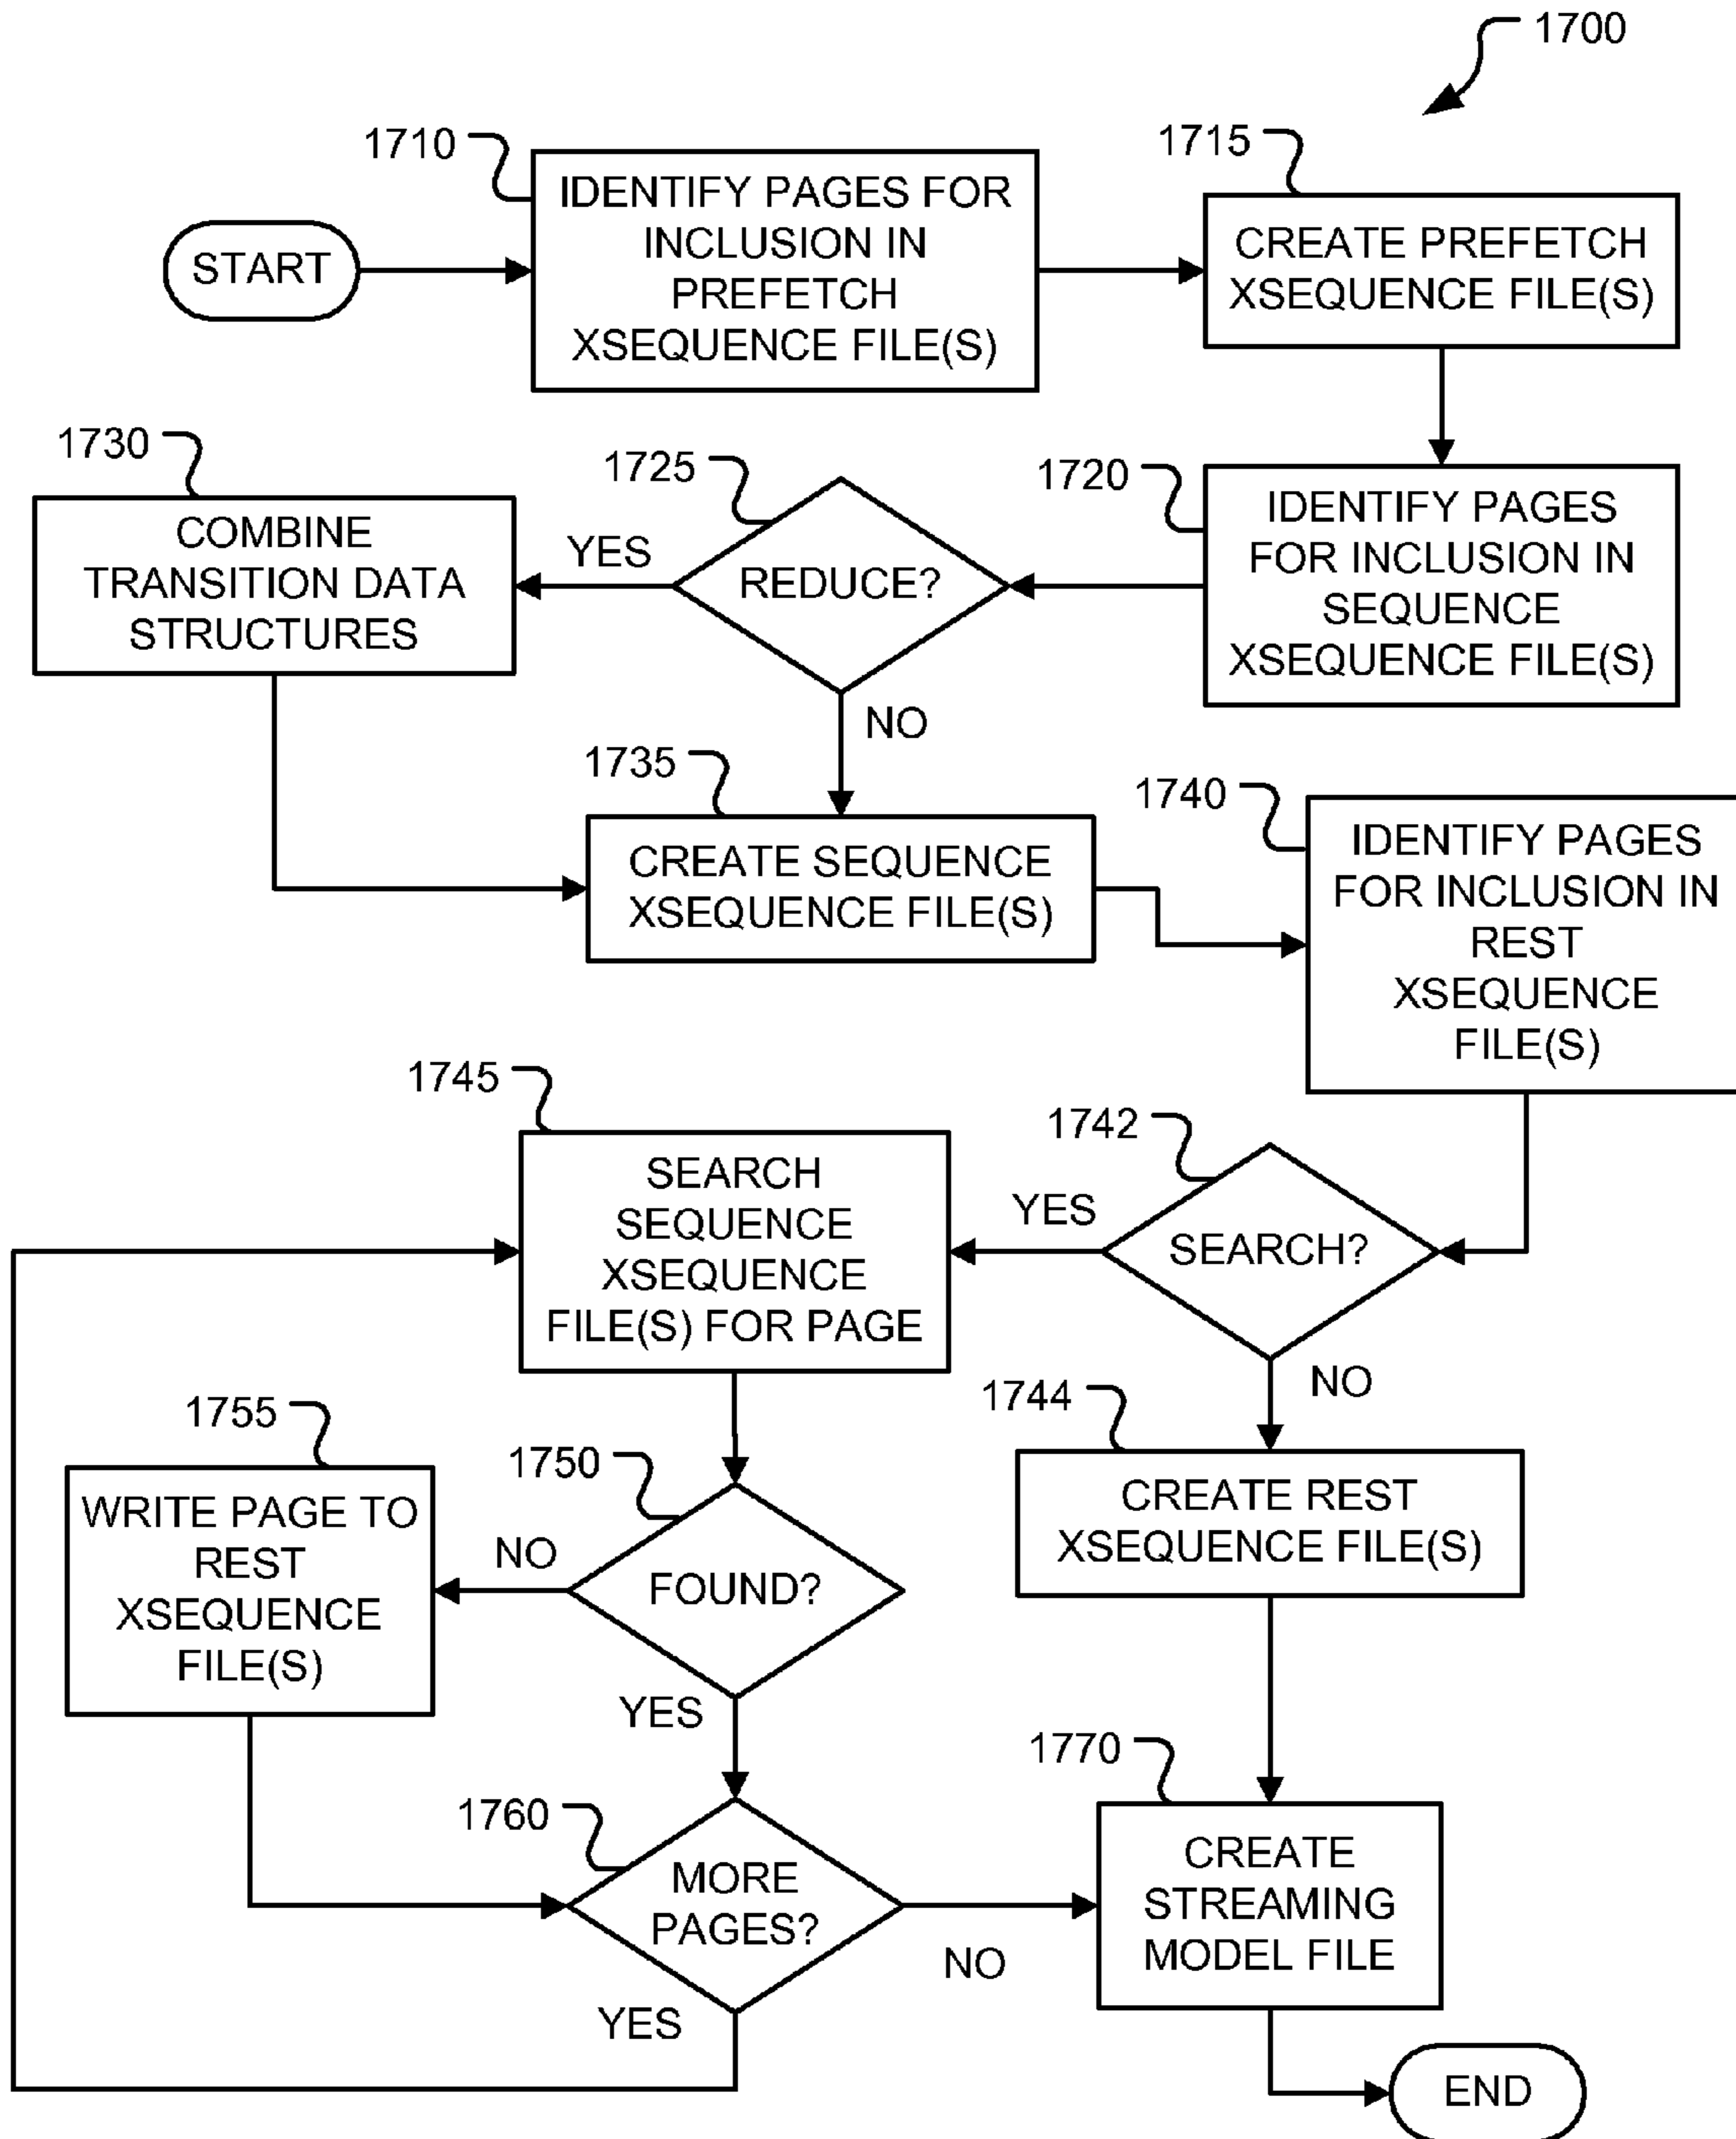 1700
1710
IDENTIFY PAGES FOR
INCLUSION IN
PREFETCH
XSEQUENCE FILE(S)
1715
CREATE PREFETCH
XSEQUENCE FILE(S)
START
1730
COMBINE
TRANSITION DATA
STRUCTURES
1725
YES
REDUCE?
NO
1720
IDENTIFY PAGES
FOR INCLUSION IN
SEQUENCE
XSEQUENCE FILE(S)
1735
CREATE SEQUENCE
XSEQUENCE FILE(S)
1740
IDENTIFY PAGES
FOR INCLUSION IN
REST
XSEQUENCE
FILE(S)
1745
SEARCH
SEQUENCE
XSEQUENCE
FILE(S) FOR PAGE
1742
YES
SEARCH?
NO
1744
CREATE REST
XSEQUENCE FILE(S)
1755
WRITE PAGE TO
REST
XSEQUENCE
FILE(S)
1750
NO
FOUND?
YES
1760
MORE
PAGES?
NO
YES
1770
CREATE
STREAMING
MODEL FILE
END